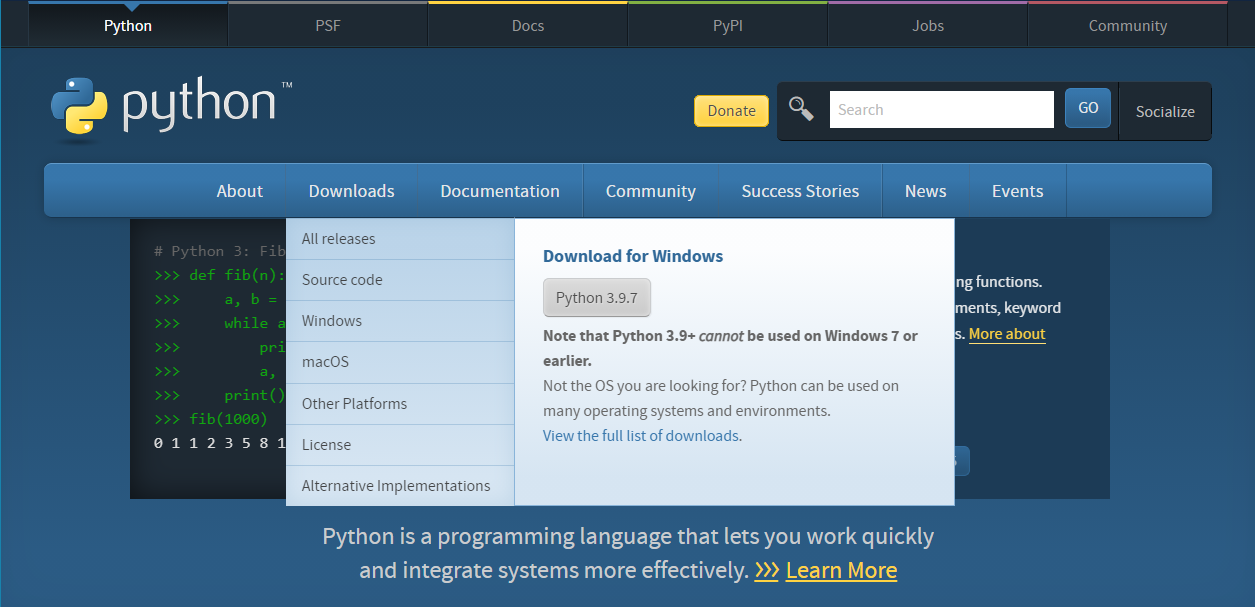 Python PSF Docs PyPI Jobs Community
python™
Donate Search GO Socialize
About Downloads Documentation Community Success Stories News Events
# Python 3: Fib
>>> def fib(n):
>>>     a, b =
>>>     while a
>>>         pri
>>>         a,
>>>     print()
>>> fib(1000)
0 1 1 2 3 5 8 1
All releases
Source code
Windows
macOS
Other Platforms
License
Alternative Implementations
Download for Windows
Python 3.9.7
Note that Python 3.9+ cannot be used on Windows 7 or
earlier.
Not the OS you are looking for? Python can be used on
many operating systems and environments.
View the full list of downloads.
ng functions.
ments, keyword
s. More about
Python is a programming language that lets you work quickly
and integrate systems more effectively. >>> Learn More